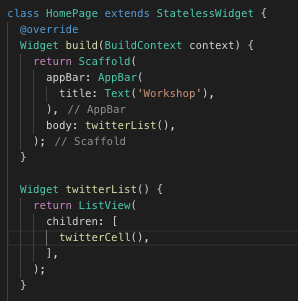 class HomePage extends StatelessWidget {
  @override
  Widget build(BuildContext context) {
    return Scaffold(
      appBar: AppBar(
        title: Text('Workshop'),
      ), // AppBar
      body: twitterList(),
    ); // Scaffold
  }

  Widget twitterList() {
    return ListView(
      children: [
        twitterCell(),
      ],
    );
  }